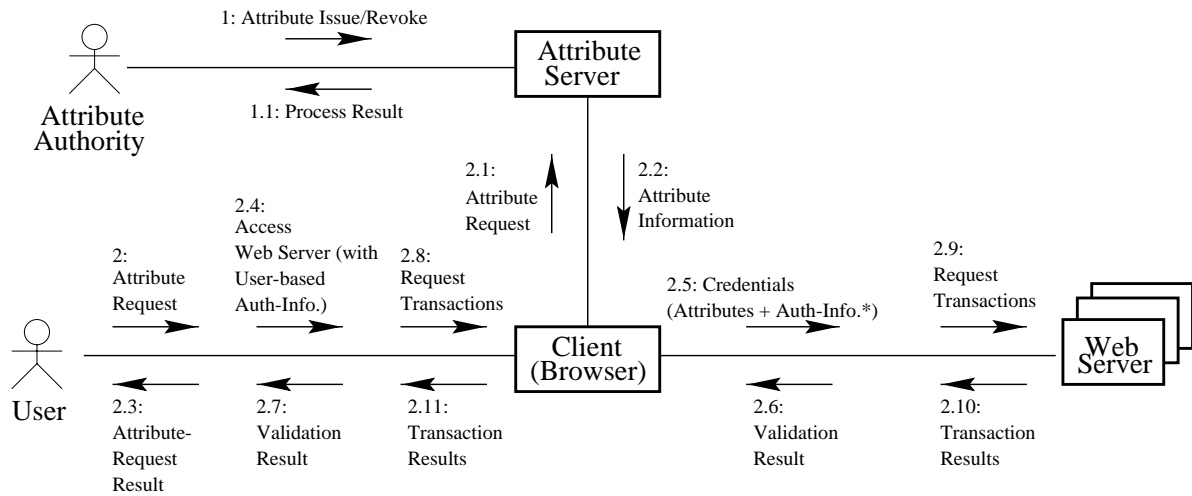 1: Attribute Issue/Revoke
Attribute
Server
1.1: Process Result
Attribute
Authority
2.1:
Attribute
Request
2.2:
Attribute
Information
2:
Attribute
Request
2.4:
Access
Web Server (with
User-based
Auth-Info.)
2.8:
Request
Transactions
2.5: Credentials
(Attributes + Auth-Info.*)
2.9:
Request
Transactions
User
Client
(Browser)
Web
Server
2.3:
Attribute-
Request
Result
2.7:
Validation
Result
2.11:
Transaction
Results
2.6:
Validation
Result
2.10:
Transaction
Results